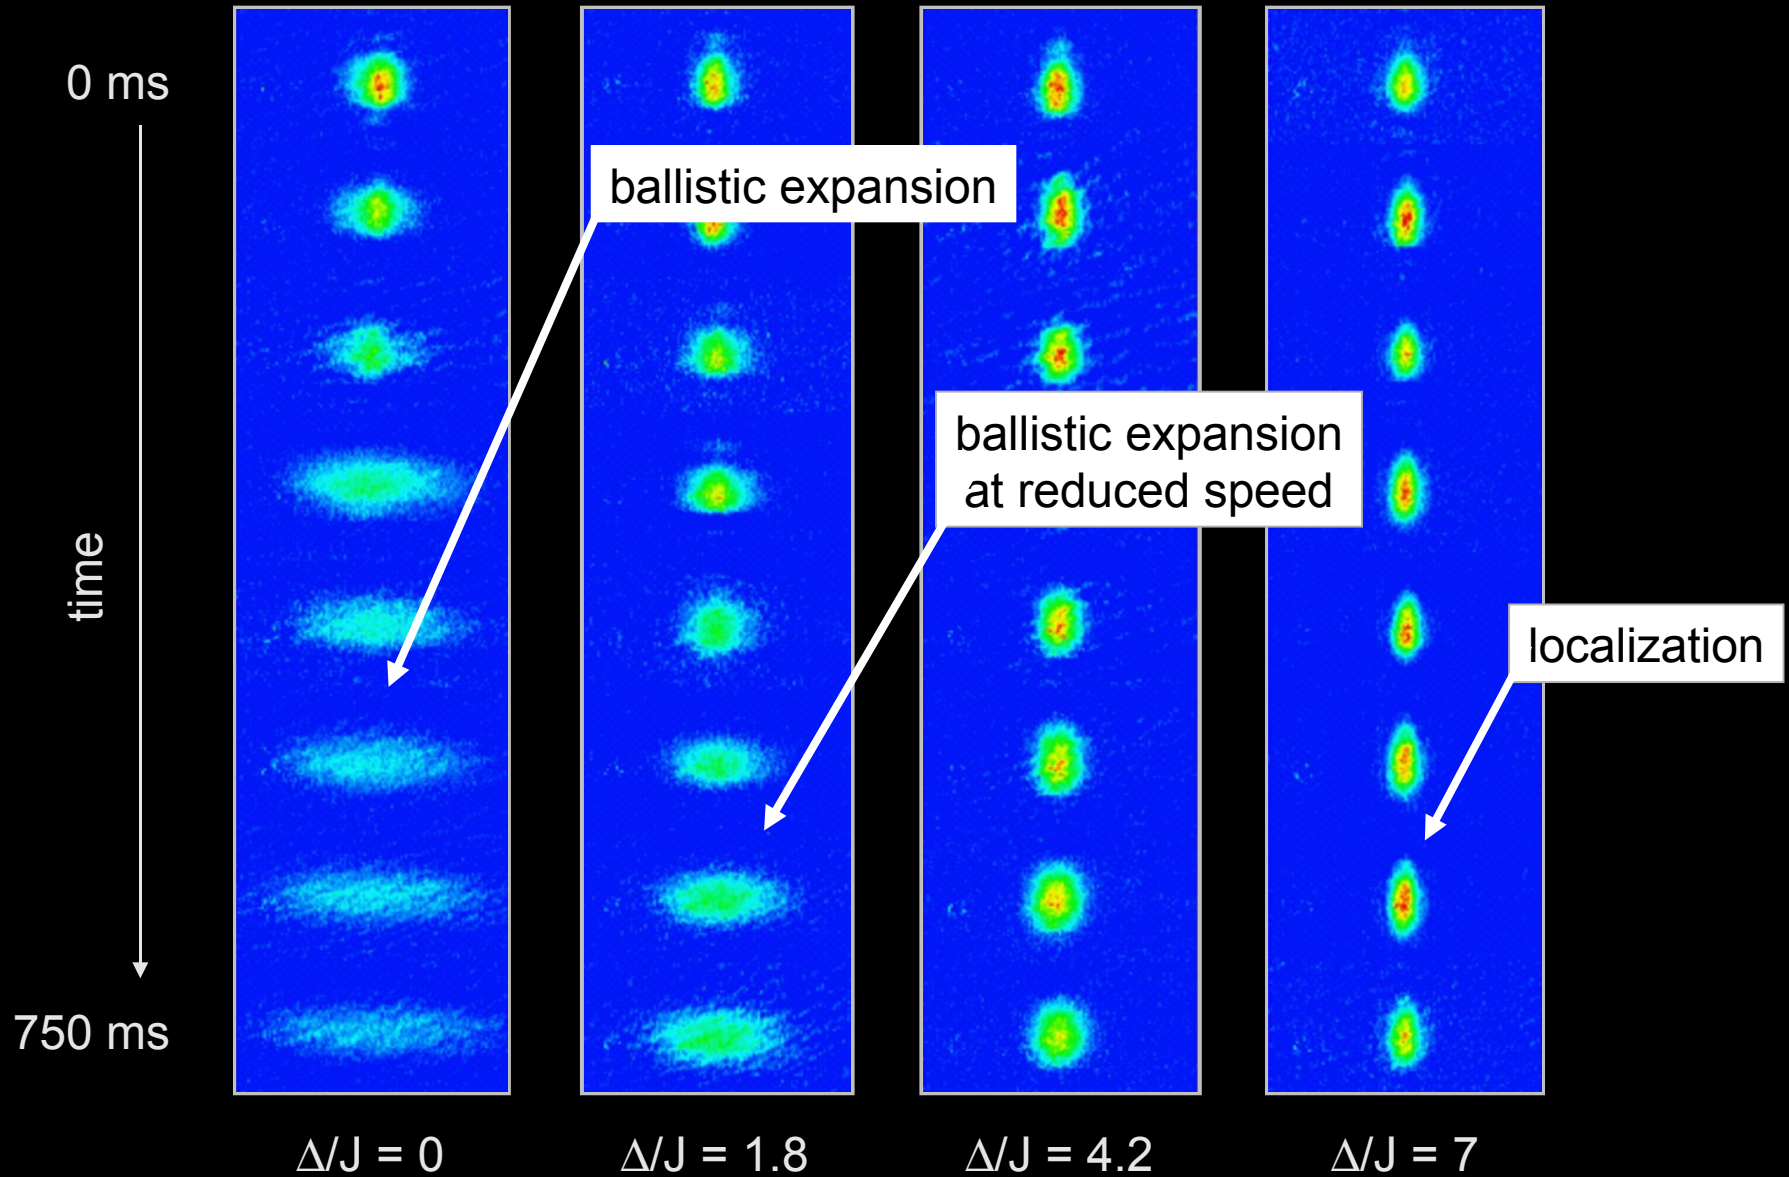 0 ms
ballistic expansion
ballistic expansion
at reduced speed
time
localization
750 ms
Δ/J = 0
Δ/J = 1.8
Δ/J = 4.2
Δ/J = 7